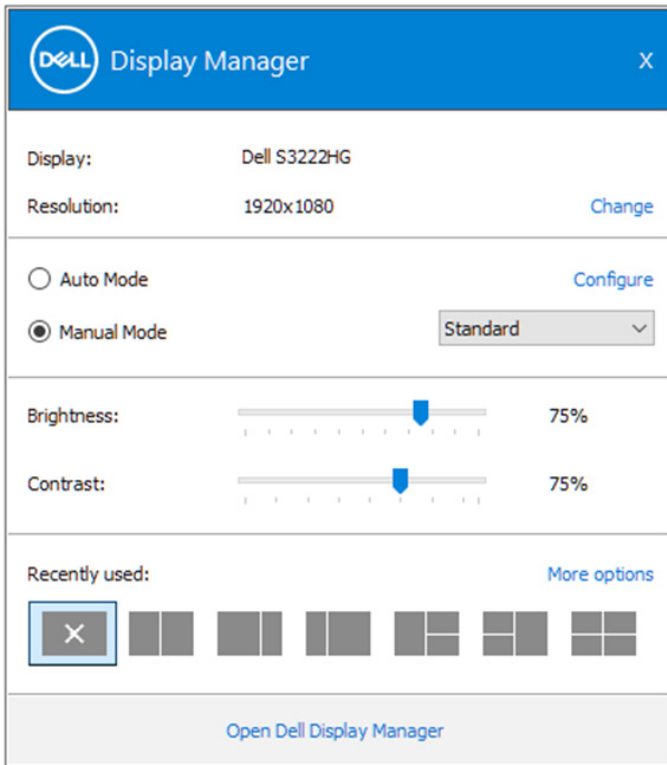 DELL Display Manager X
Display: Dell S3222HG
Resolution: 1920x1080 Change
Auto Mode Configure
Manual Mode Standard
Brightness: 75%
Contrast: 75%
Recently used: More options
Open Dell Display Manager